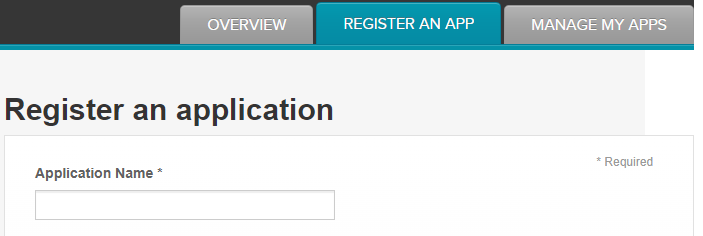 OVERVIEW REGISTER AN APP MANAGE MY APPS
Register an application
* Required
Application Name *